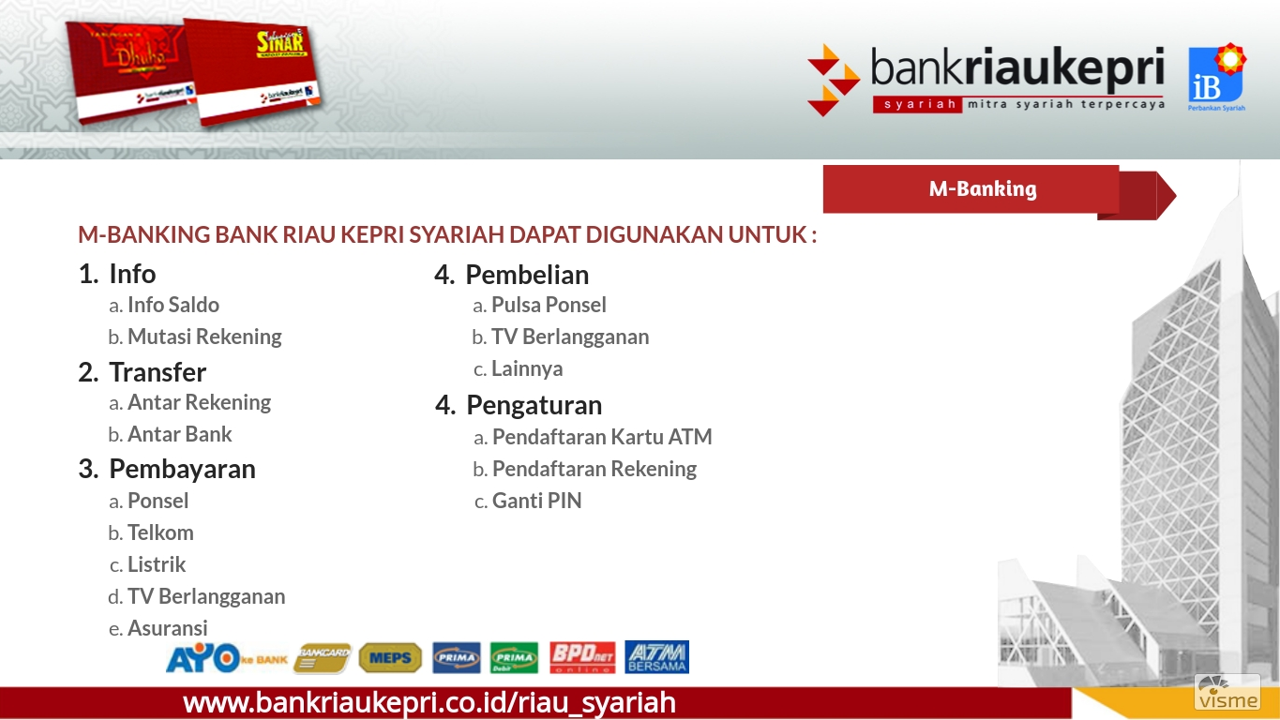 Dhuha
SINAR
bankriaukepri
syariah mitra syariah terpercaya
iB
Perbankan Syariah
M-Banking
M-BANKING BANK RIAU KEPRI SYARIAH DAPAT DIGUNAKAN UNTUK :
1. Info
a. Info Saldo
b. Mutasi Rekening
2. Transfer
a. Antar Rekening
b. Antar Bank
3. Pembayaran
a. Ponsel
b. Telkom
c. Listrik
d. TV Berlangganan
e. Asuransi
4. Pembelian
a. Pulsa Ponsel
b. TV Berlangganan
c. Lainnya
4. Pengaturan
a. Pendaftaran Kartu ATM
b. Pendaftaran Rekening
c. Ganti PIN
AYO ke BANK
BANKCARD
MEPS
PRIMA
PRIMA Debit
BPD net online
ATM BERSAMA
www.bankriaukepri.co.id/riau_syariah
visme